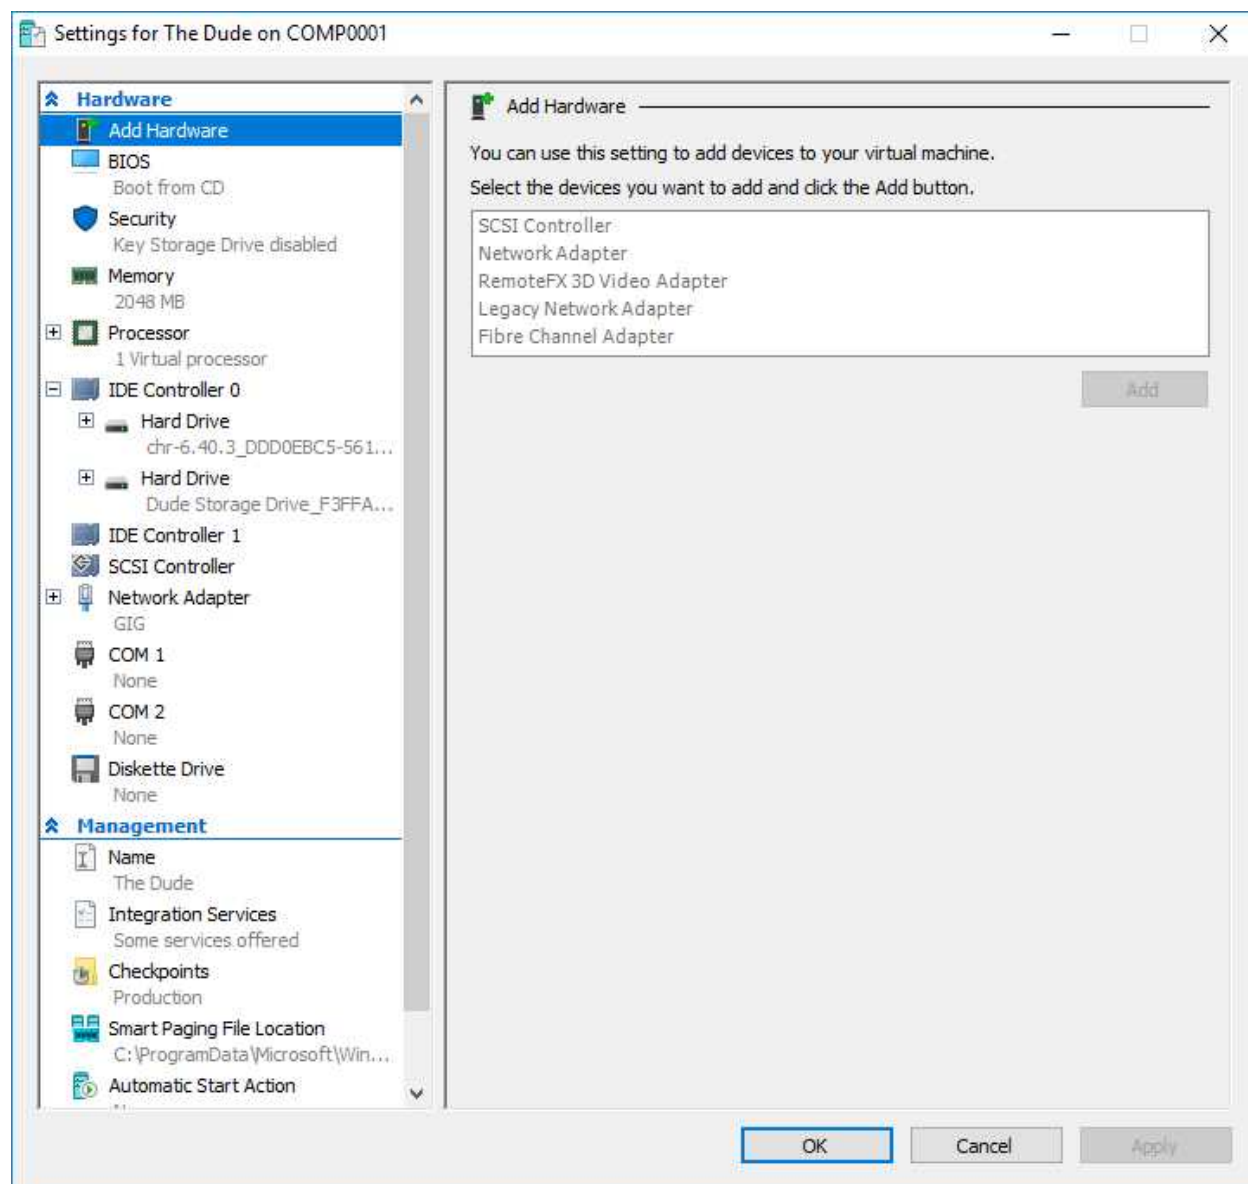 Settings for The Dude on COMP0001
Hardware
Add Hardware
BIOS
Boot from CD
Security
Key Storage Drive disabled
Memory
2048 MB
Processor
1 Virtual processor
IDE Controller 0
Hard Drive
chr-6.40.3_DDD0EBC5-561...
Hard Drive
Dude Storage Drive_F3FFA...
IDE Controller 1
SCSI Controller
Network Adapter
GIG
COM 1
None
COM 2
None
Diskette Drive
None
Management
Name
The Dude
Integration Services
Some services offered
Checkpoints
Production
Smart Paging File Location
C:\ProgramData\Microsoft\Win...
Automatic Start Action
Add Hardware
You can use this setting to add devices to your virtual machine.
Select the devices you want to add and click the Add button.
SCSI Controller
Network Adapter
RemoteFX 3D Video Adapter
Legacy Network Adapter
Fibre Channel Adapter
Add
OK
Cancel
Apply